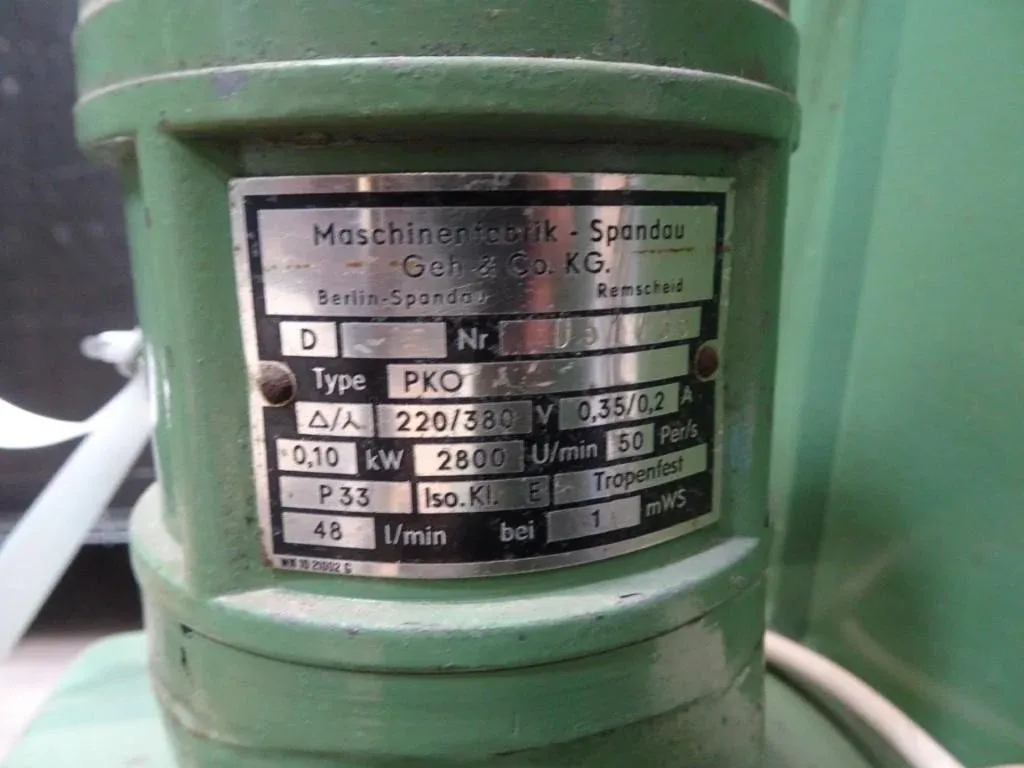 Maschinenfabrik - Spandau
Geh & Co. KG.
Berlin-Spandau Remscheid
D Nr
Type PKO
△/⅄ 220/380 V 0,35/0,2 A
0,10 kW 2800 U/min 50 Per/s
P 33 Iso. Kl. E Tropenfest
48 l/min bei 1 mWS